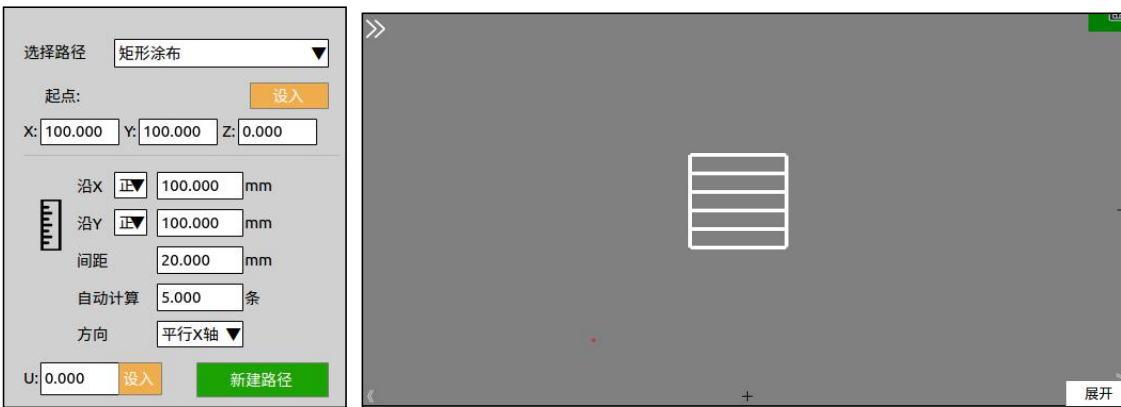 选择路径 矩形涂布
起点: 设入
X: 100.000 Y: 100.000 Z: 0.000
沿X 正 100.000 mm
沿Y 正 100.000 mm
间距 20.000 mm
自动计算 5.000 条
方向 平行X轴
U: 0.000 设入 新建路径
展开